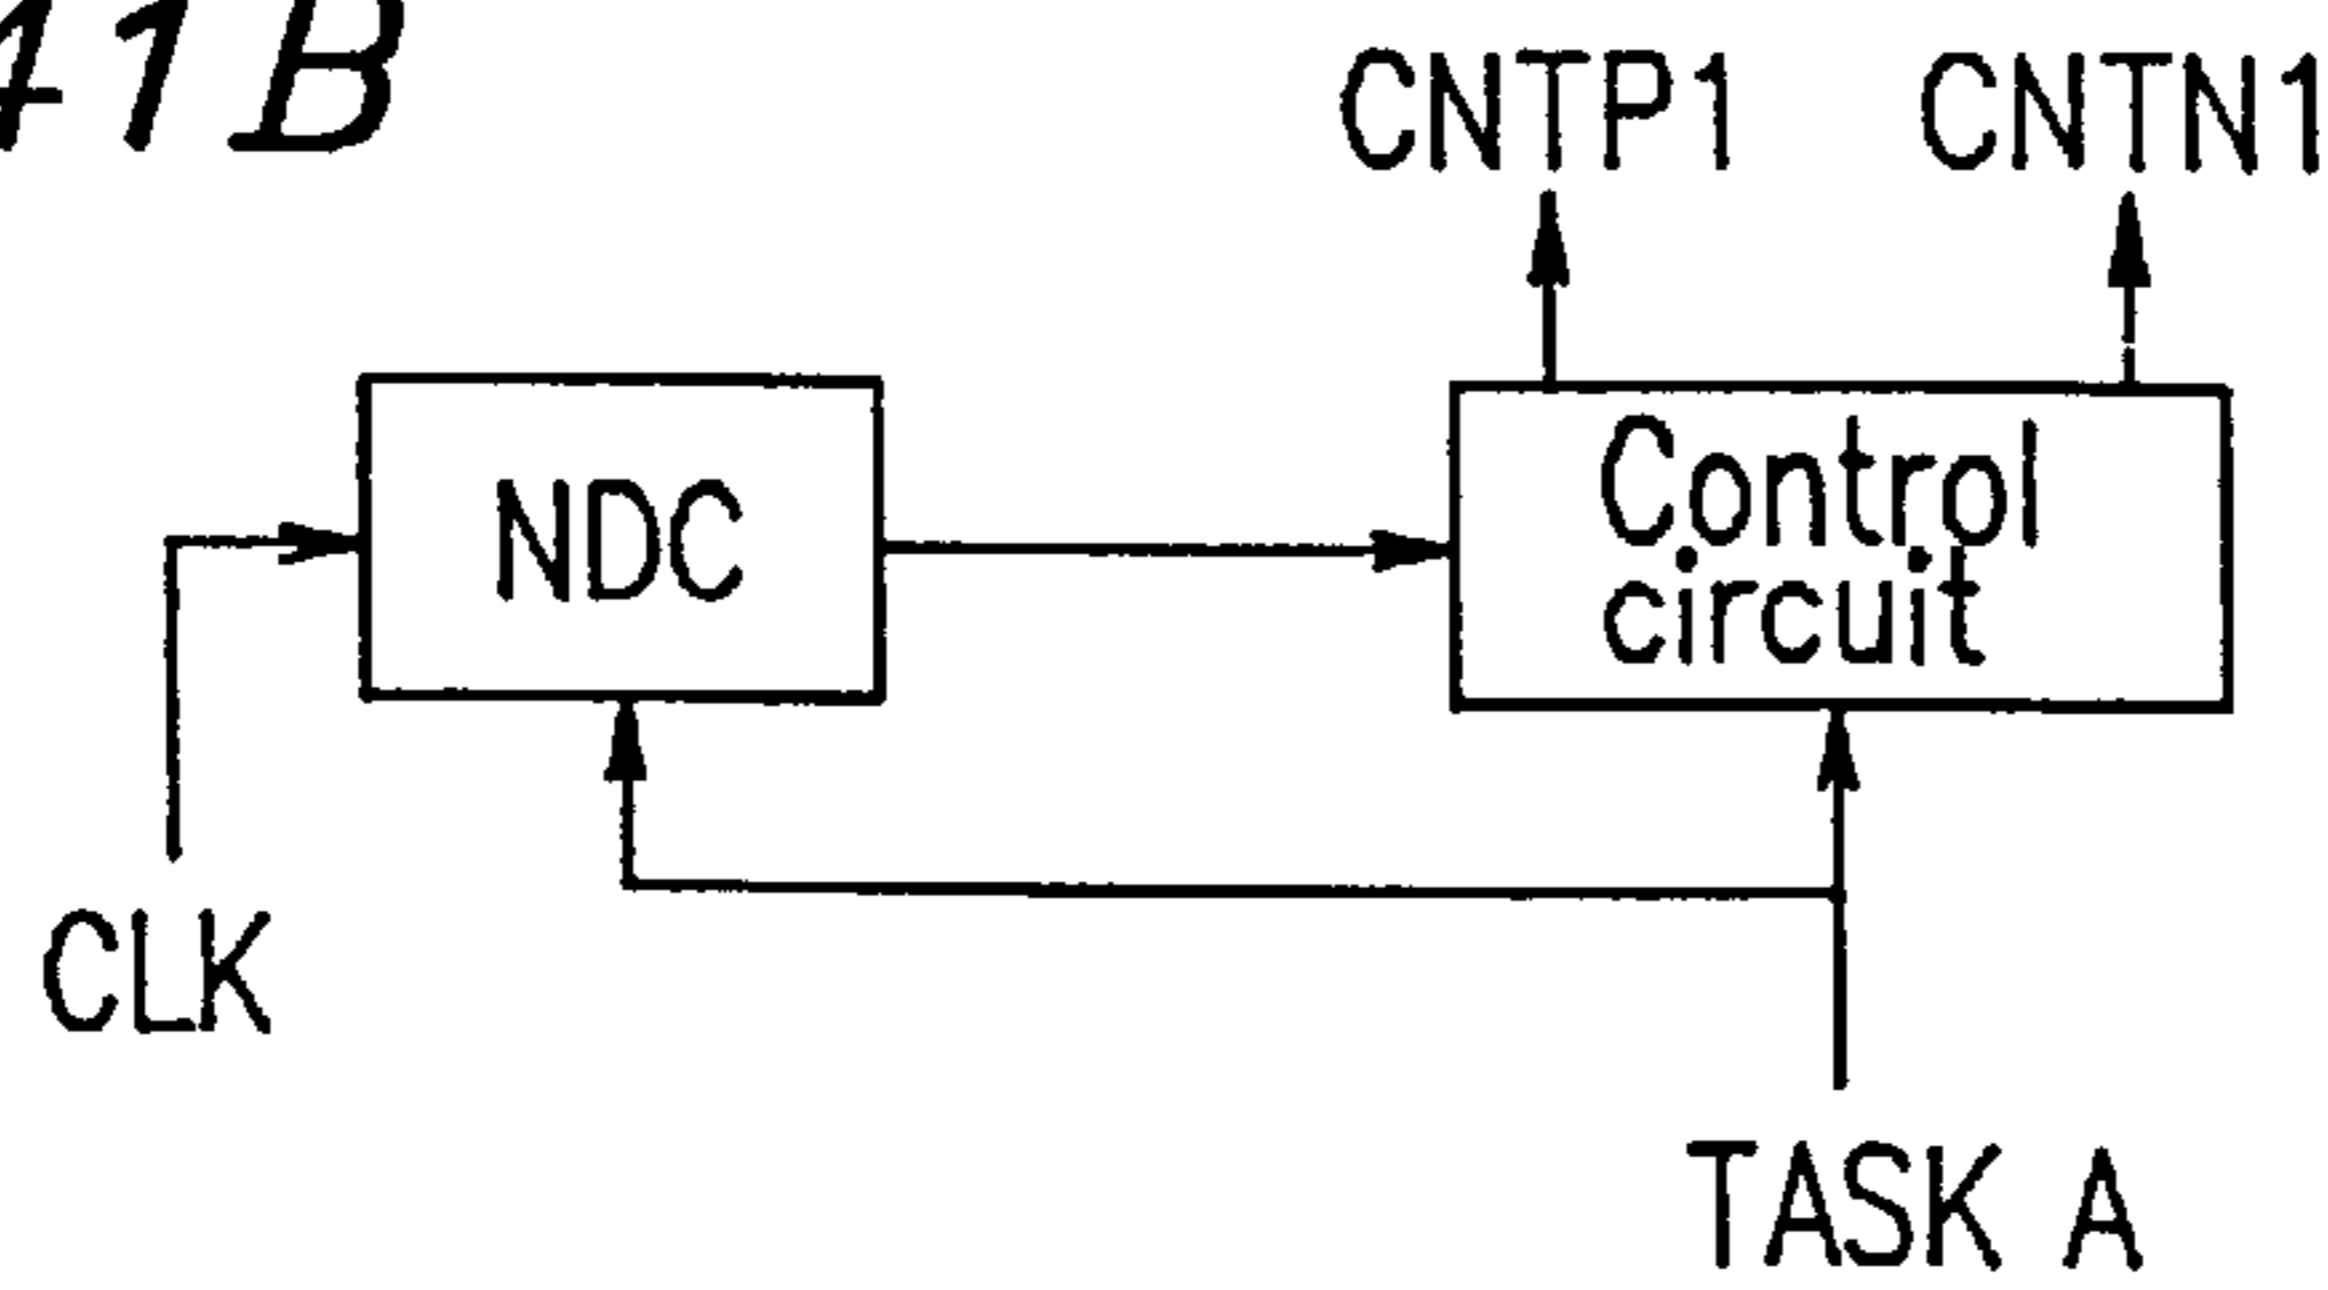 41B
CNTP1 CNTN1
NDC
Control
circuit
CLK
TASK A